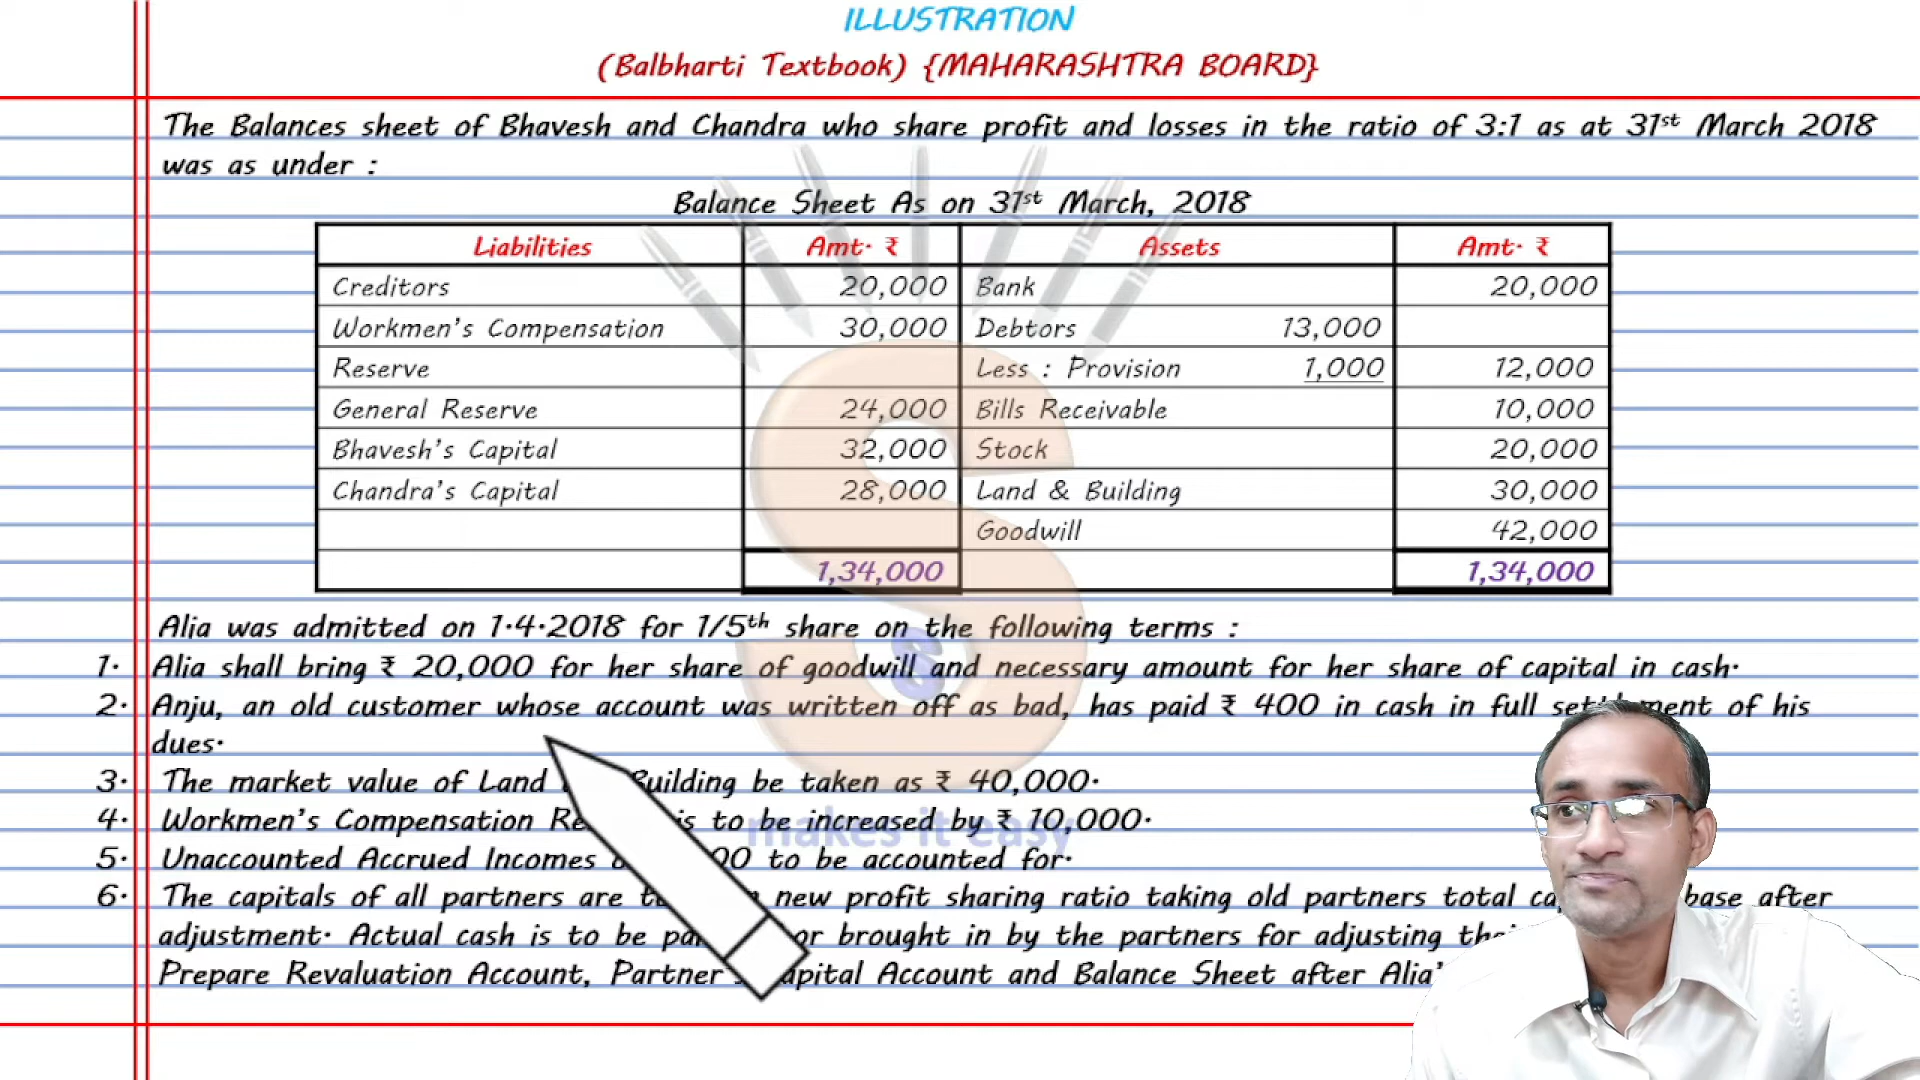 ILLUSTRATION
(Balbharti Textbook) {MAHARASHTRA BOARD}
The Balances sheet of Bhavesh and Chandra who share profit and losses in the ratio of 3:1 as at 31st March 2018
was as under :
Balance Sheet As on 31st March, 2018
Liabilities Amt. ₹ Assets Amt. ₹
Creditors 20,000 Bank 20,000
Workmen's Compensation 30,000 Debtors 13,000
Reserve Less : Provision 1,000 12,000
General Reserve 24,000 Bills Receivable 10,000
Bhavesh's Capital 32,000 Stock 20,000
Chandra's Capital 28,000 Land & Building 30,000
Goodwill 42,000
1,34,000 1,34,000
Alia was admitted on 1.4.2018 for 1/5th share on the following terms :
1. Alia shall bring ₹ 20,000 for her share of goodwill and necessary amount for her share of capital in cash.
2. Anju, an old customer whose account was written off as bad, has paid ₹ 400 in cash in full settlement of his
dues.
3. The market value of Land Building be taken as ₹ 40,000.
4. Workmen's Compensation is to be increased by ₹ 10,000.
5. Unaccounted Accrued Incomes to be accounted for.
6. The capitals of all partners are new profit sharing ratio taking old partners total base after
adjustment. Actual cash is to be or brought in by the partners for adjusting
Prepare Revaluation Account, Partner Capital Account and Balance Sheet after
S
6
makes it easy